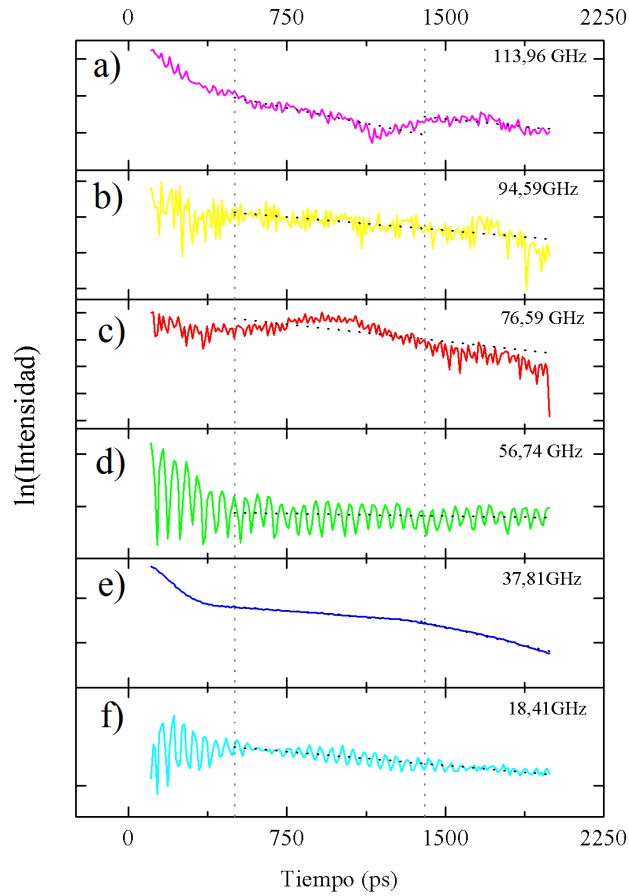 0 750 1500 2250
a) 113,96 GHz
b) 94,59GHz
c) 76,59 GHz
ln(Intensidad)
d) 56,74 GHz
e) 37,81GHz
f) 18,41GHz
0 750 1500 2250
Tiempo (ps)